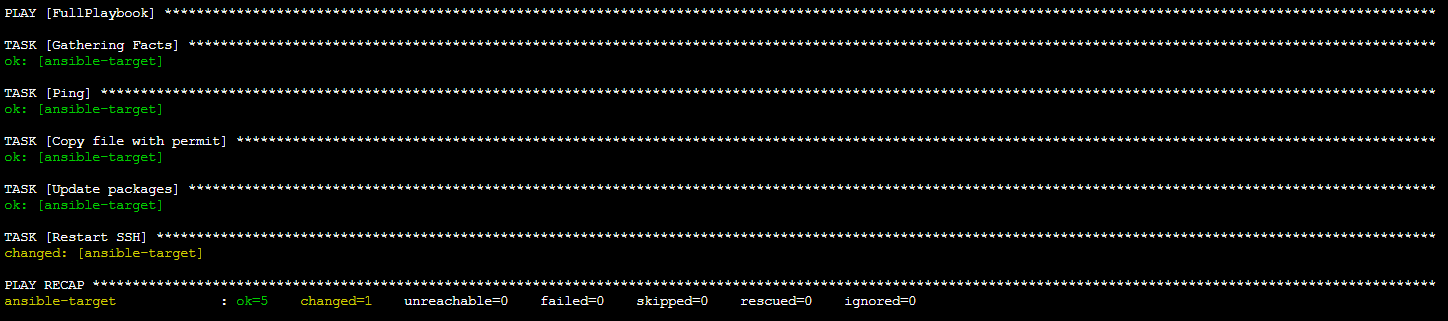 PLAY [FullPlaybook] ****************************************************************************************************************************************************************
TASK [Gathering Facts] *************************************************************************************************************************************************************
ok: [ansible-target]
TASK [Ping] ************************************************************************************************************************************************************************
ok: [ansible-target]
TASK [Copy file with permit] *******************************************************************************************************************************************************
ok: [ansible-target]
TASK [Update packages] *************************************************************************************************************************************************************
ok: [ansible-target]
TASK [Restart SSH] *****************************************************************************************************************************************************************
changed: [ansible-target]
PLAY RECAP *************************************************************************************************************************************************************************
ansible-target             : ok=5    changed=1    unreachable=0    failed=0    skipped=0    rescued=0    ignored=0